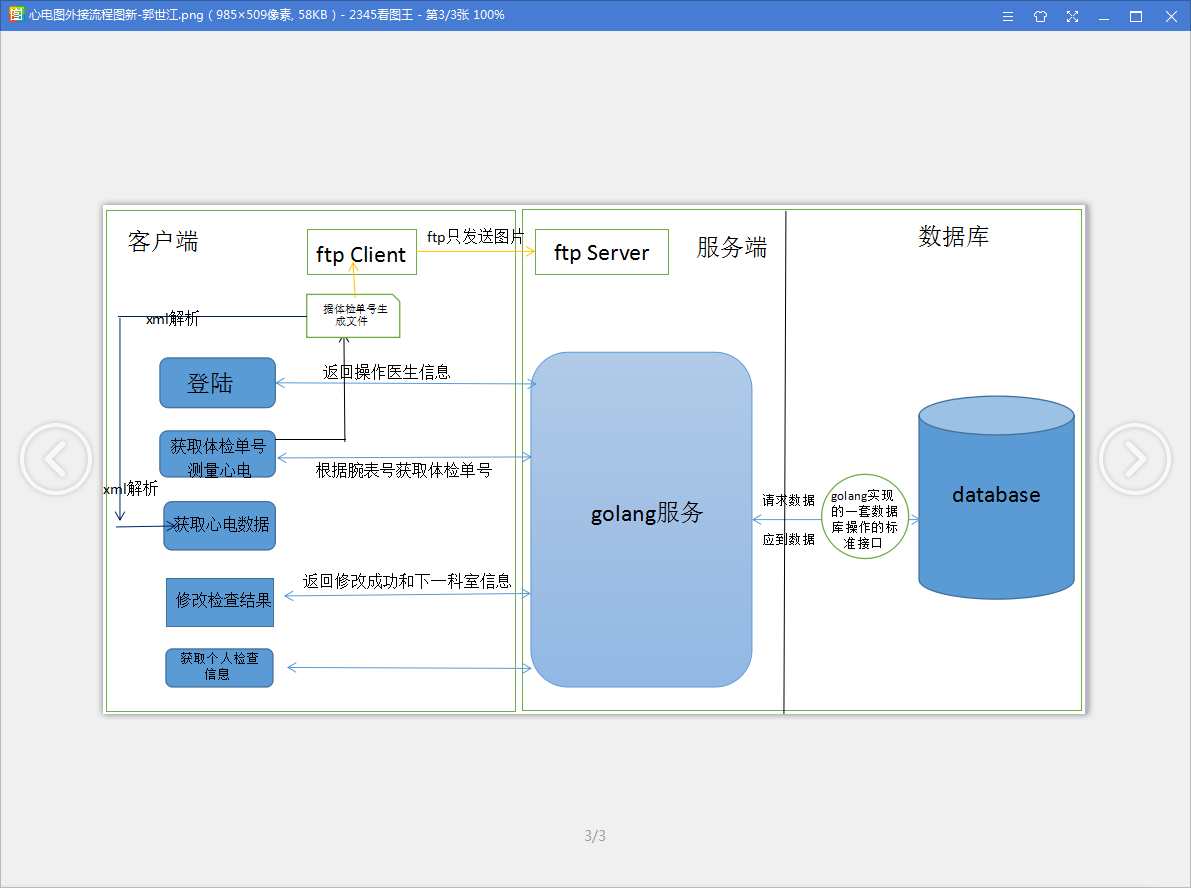 心电图外接流程图新-郭世江.png ( 985×509像素, 58KB ) - 2345看图王 - 第3/3张 100%
客户端
ftp Client
ftp只发送图片
ftp Server
服务端
数据库
据体检单号生
成文件
xml解析
登陆
返回操作医生信息
获取体检单号
测量心电
根据腕表号获取体检单号
xml解析
获取心电数据
golang服务
请求数据
应到数据
golang实现
的一套数据
库操作的标
准接口
database
修改检查结果
返回修改成功和下一科室信息
获取个人检查
信息
3/3